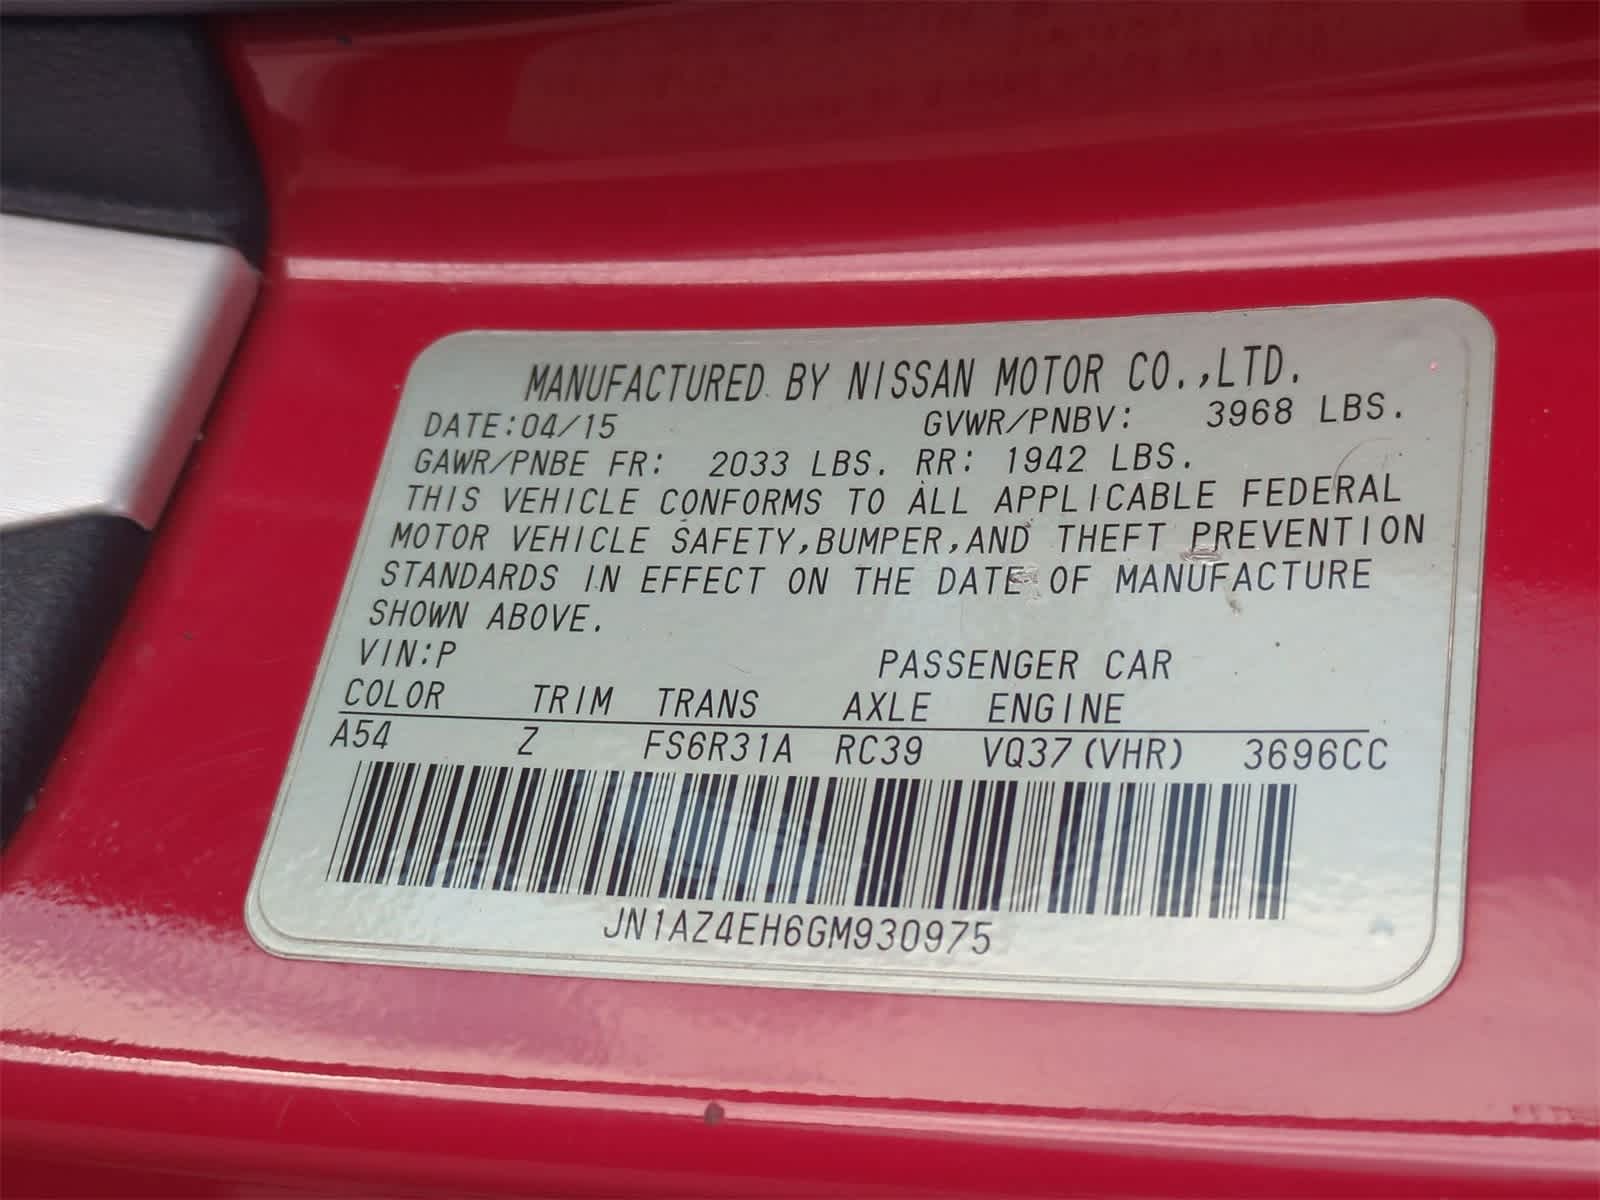 MANUFACTURED BY NISSAN MOTOR CO.,LTD.
DATE:04/15 GVWR/PNBV: 3968 LBS.
GAWR/PNBE FR: 2033 LBS. RR: 1942 LBS.
THIS VEHICLE CONFORMS TO ALL APPLICABLE FEDERAL
MOTOR VEHICLE SAFETY,BUMPER,AND THEFT PREVENTION
STANDARDS IN EFFECT ON THE DATE OF MANUFACTURE
SHOWN ABOVE.
VIN:P PASSENGER CAR
COLOR TRIM TRANS AXLE ENGINE
A54 Z FS6R31A RC39 VQ37(VHR) 3696CC
JN1AZ4EH6GM930975